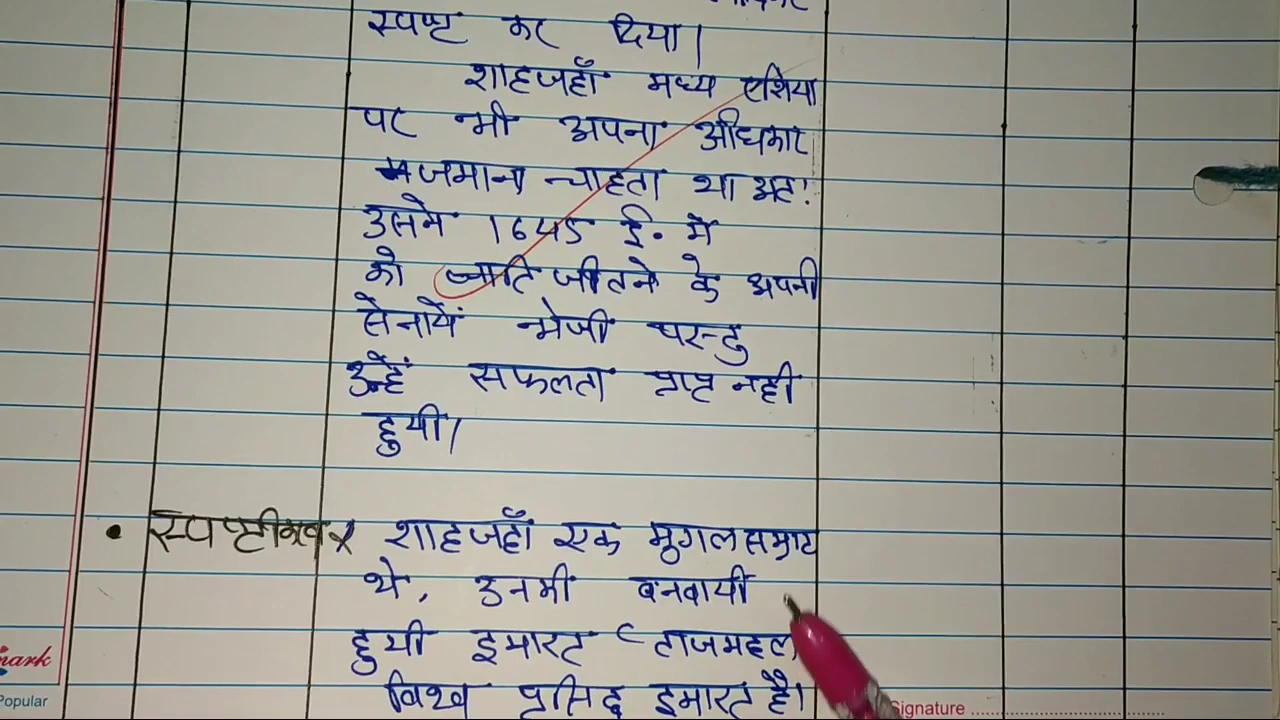 स्पष्ट कर दिया।
शाहजहाँ मध्य एशिया
पर भी अपना अधिकार
जमाना चाहता था अतः
उसने 1645 ई. में
को जीतने के अपनी
सेनायें भेजी परन्तु
उन्हें सफलता प्राप्त नही
हुयी।
• स्पष्टीकरण शाहजहाँ एक मुगल सम्राट
थे, उनकी बनवायी
हुयी इमारत ताजमहल
विश्व प्रसिद्ध इमारत है।
mark
Popular
Signature